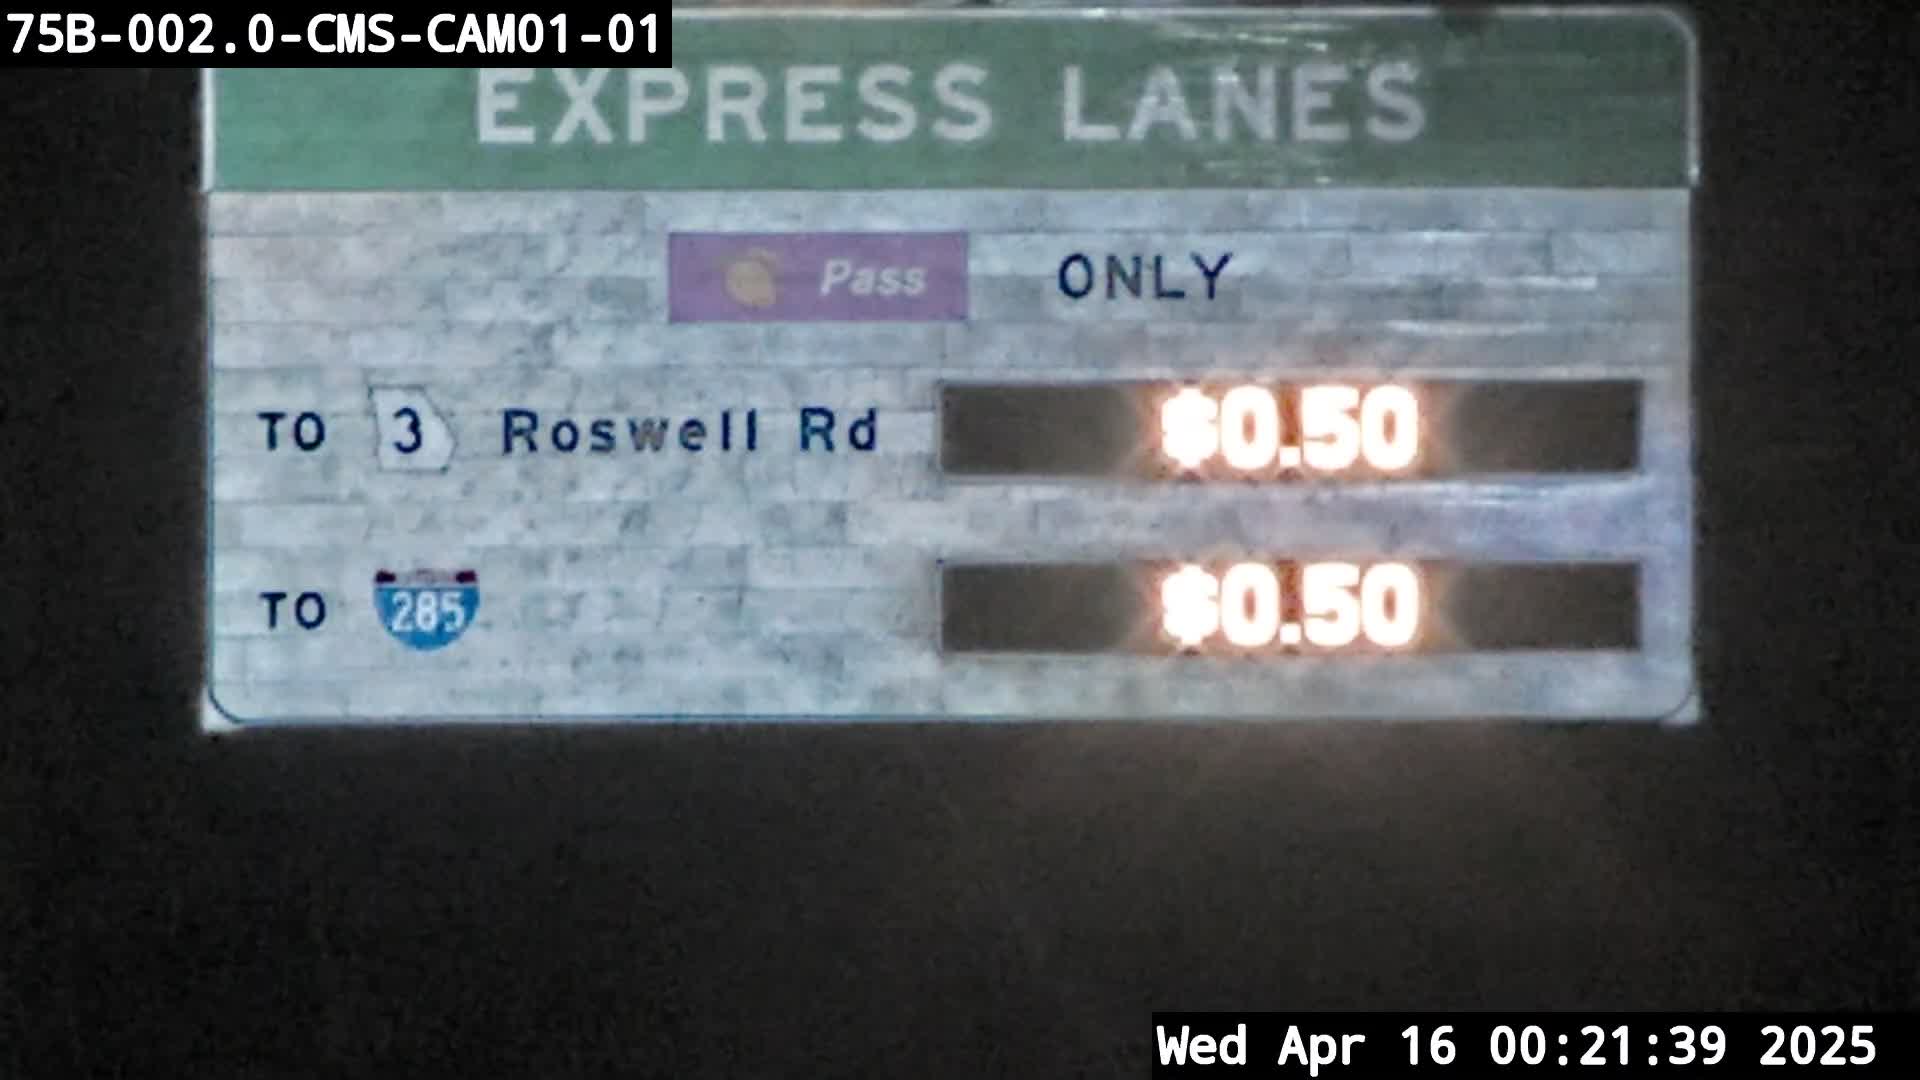 75B-002.0-CMS-CAM01-01
EXPRESS LANES
Pass ONLY
TO 3 Roswell Rd $0.50
TO 285 $0.50
Wed Apr 16 00:21:39 2025